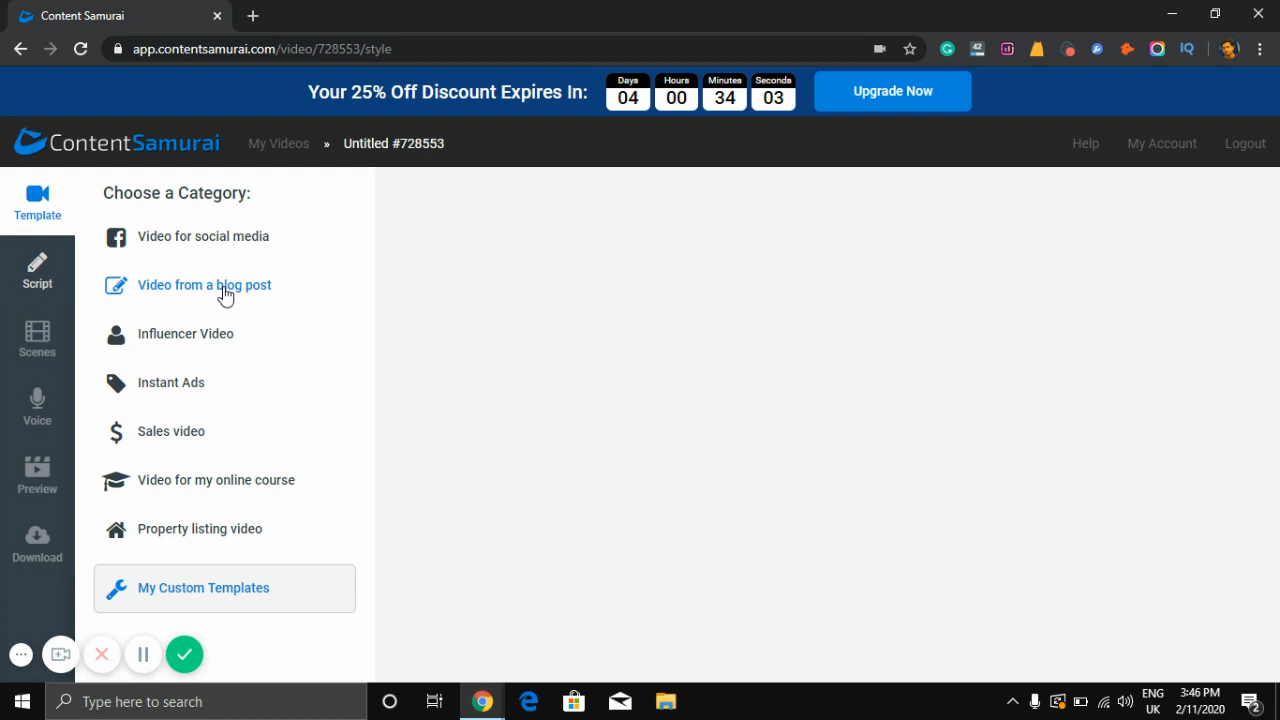 Content Samurai
app.contentsamurai.com/video/728553/style
42
IQ
Your 25% Off Discount Expires In:
Days
04
Hours
00
Minutes
34
Seconds
03
Upgrade Now
ContentSamurai
My Videos » Untitled #728553
Help
My Account
Logout
Template
Script
Scenes
Voice
Preview
Download
Choose a Category:
Video for social media
Video from a blog post
Influencer Video
Instant Ads
Sales video
Video for my online course
Property listing video
My Custom Templates
Type here to search
ENG
UK
3:46 PM
2/11/2020
2